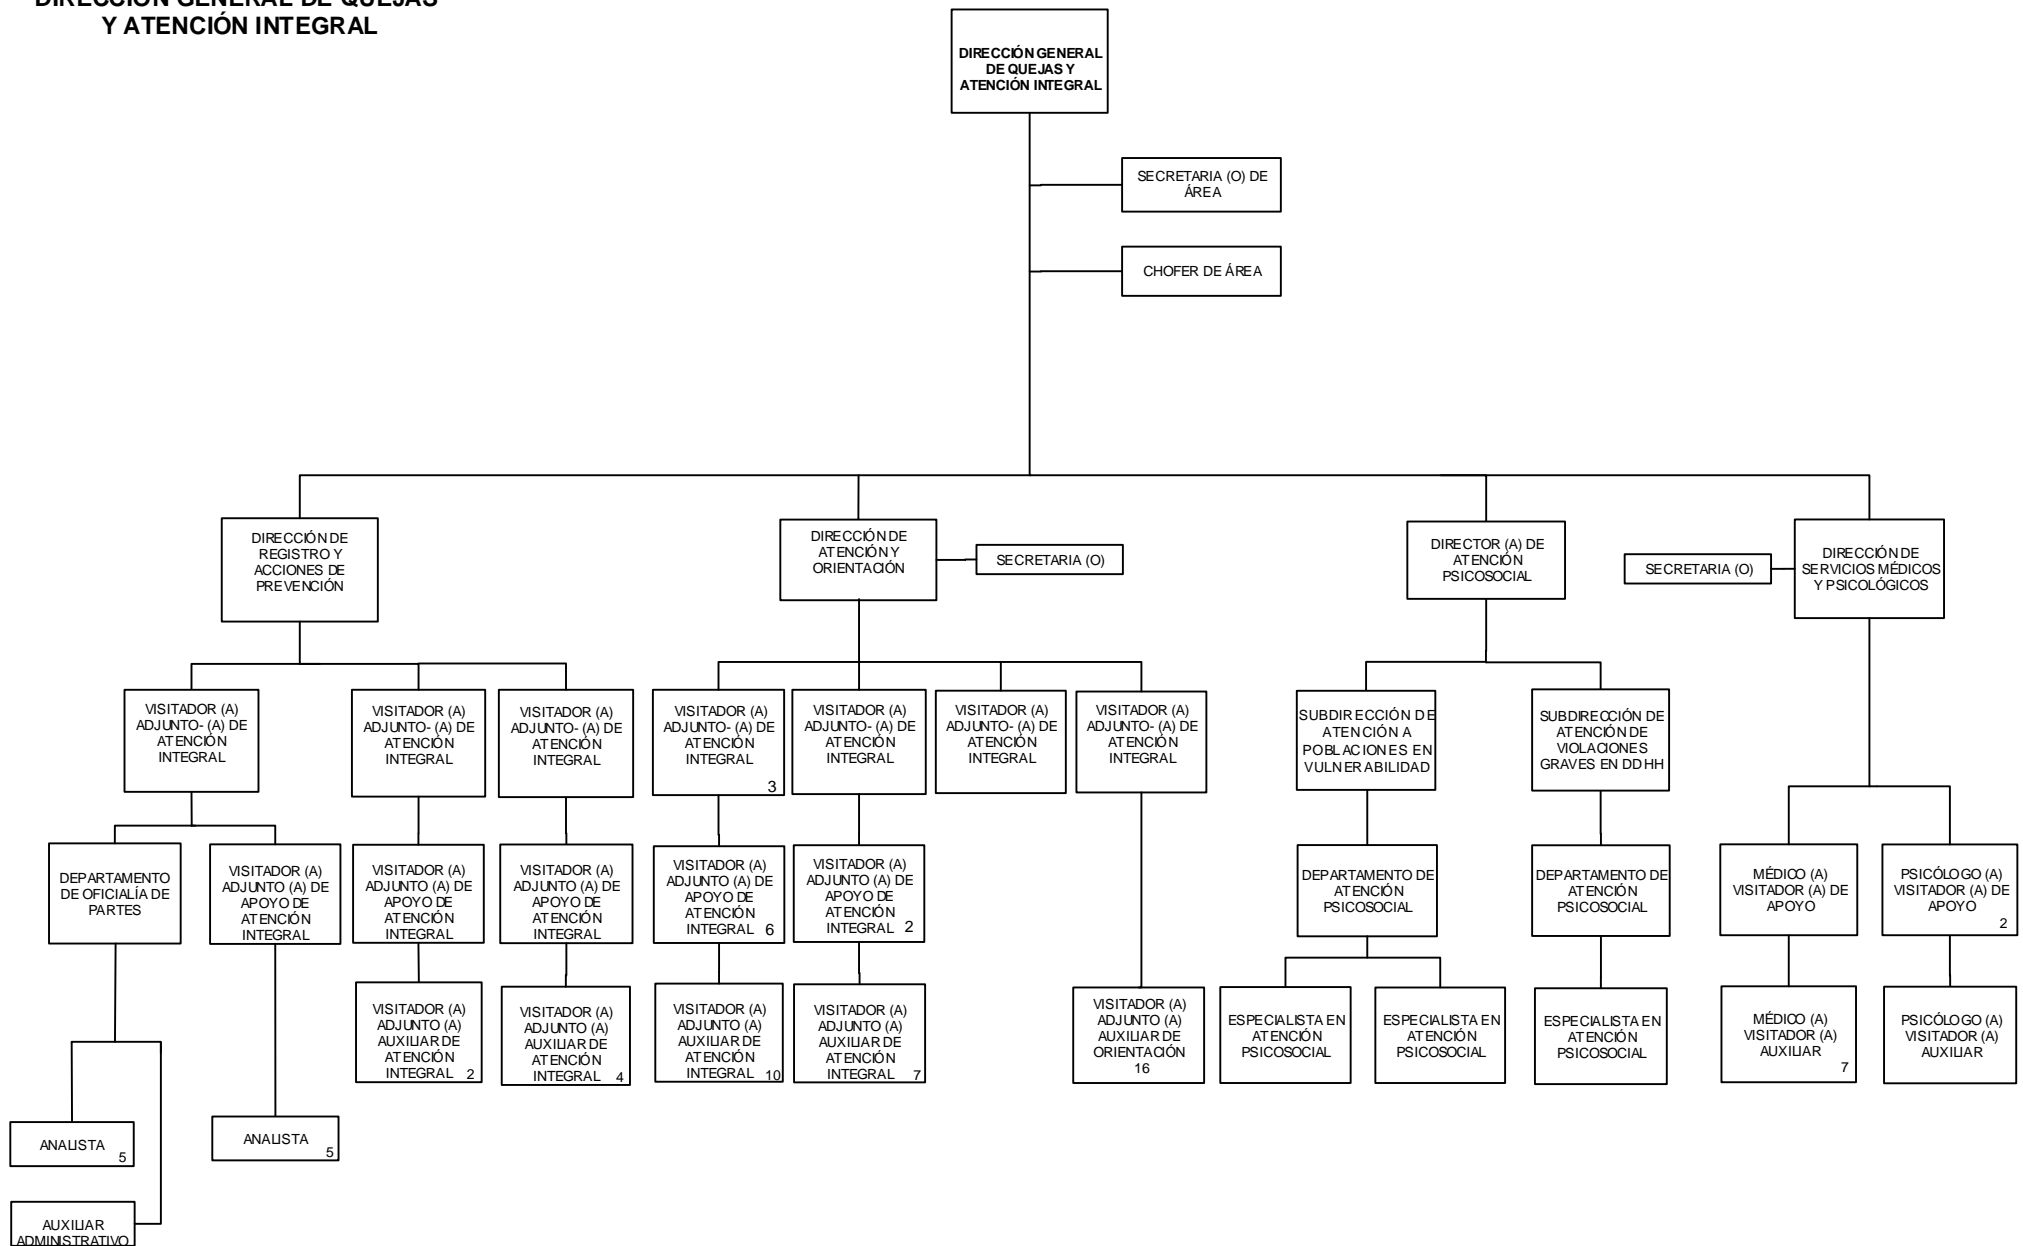 DIRECCIÓN GENERAL DE QUEJAS
Y ATENCIÓN INTEGRAL
DIRECCIÓN GENERAL
DE QUEJAS Y
ATENCIÓN INTEGRAL
SECRETARIA (O) DE
ÁREA
CHOFER DE ÁREA
DIRECCIÓN DE
REGISTRO Y
ACCIONES DE
PREVENCIÓN
DIRECCIÓN DE
ATENCIÓN Y
ORIENTACIÓN
SECRETARIA (O)
DIRECTOR (A) DE
ATENCIÓN
PSICOSOCIAL
SECRETARIA (O)
DIRECCIÓN DE
SERVICIOS MÉDICOS
Y PSICOLÓGICOS
VISITADOR (A)
ADJUNTO- (A) DE
ATENCIÓN
INTEGRAL
VISITADOR (A)
ADJUNTO- (A) DE
ATENCIÓN
INTEGRAL
VISITADOR (A)
ADJUNTO- (A) DE
ATENCIÓN
INTEGRAL
VISITADOR (A)
ADJUNTO- (A) DE
ATENCIÓN
INTEGRAL
3
VISITADOR (A)
ADJUNTO- (A) DE
ATENCIÓN
INTEGRAL
VISITADOR (A)
ADJUNTO- (A) DE
ATENCIÓN
INTEGRAL
VISITADOR (A)
ADJUNTO- (A) DE
ATENCIÓN
INTEGRAL
SUBDIRECCIÓN DE
ATENCIÓN A
POBLACIONES EN
VULNERABILIDAD
SUBDIRECCIÓN DE
ATENCIÓN DE
VIOLACIONES
GRAVES EN DDHH
DEPARTAMENTO
DE OFICIALÍA DE
PARTES
VISITADOR (A)
ADJUNTO (A) DE
APOYO DE
ATENCIÓN
INTEGRAL
VISITADOR (A)
ADJUNTO (A) DE
APOYO DE
ATENCIÓN
INTEGRAL
VISITADOR (A)
ADJUNTO (A) DE
APOYO DE
ATENCIÓN
INTEGRAL
VISITADOR (A)
ADJUNTO (A) DE
APOYO DE
ATENCIÓN
INTEGRAL 6
VISITADOR (A)
ADJUNTO (A) DE
APOYO DE
ATENCIÓN
INTEGRAL 2
DEPARTAMENTO DE
ATENCIÓN
PSICOSOCIAL
DEPARTAMENTO DE
ATENCIÓN
PSICOSOCIAL
MÉDICO (A)
VISITADOR (A) DE
APOYO
PSICÓLOGO (A)
VISITADOR (A) DE
APOYO
2
VISITADOR (A)
ADJUNTO (A)
AUXILIAR DE
ATENCIÓN
INTEGRAL 2
VISITADOR (A)
ADJUNTO (A)
AUXILIAR DE
ATENCIÓN
INTEGRAL 4
VISITADOR (A)
ADJUNTO (A)
AUXILIAR DE
ATENCIÓN
INTEGRAL 10
VISITADOR (A)
ADJUNTO (A)
AUXILIAR DE
ATENCIÓN
INTEGRAL 7
VISITADOR (A)
ADJUNTO (A)
AUXILIAR DE
ORIENTACIÓN
16
ESPECIALISTA EN
ATENCIÓN
PSICOSOCIAL
ESPECIALISTA EN
ATENCIÓN
PSICOSOCIAL
ESPECIALISTA EN
ATENCIÓN
PSICOSOCIAL
MÉDICO (A)
VISITADOR (A)
AUXILIAR
7
PSICÓLOGO (A)
VISITADOR (A)
AUXILIAR
ANALISTA
5
ANALISTA
5
AUXILIAR
ADMINISTRATIVO